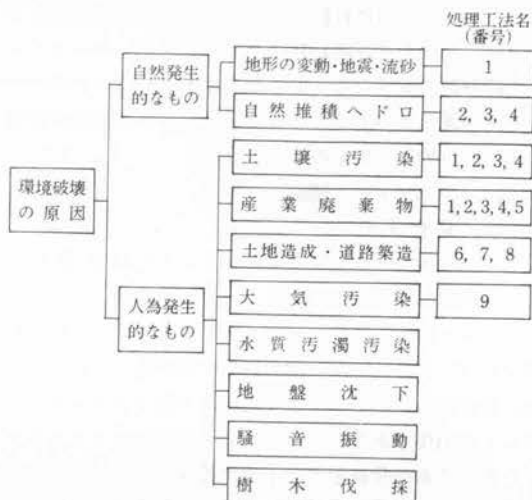 処理工法名
(番号)
自然発生
的なもの
地形の変動・地震・流砂
1
自然堆積ヘドロ
2, 3, 4
環境破壊
の原因
土壌汚染
1, 2, 3, 4
産業廃棄物
1, 2, 3, 4, 5
土地造成・道路築造
6, 7, 8
人為発生
的なもの
大気汚染
9
水質汚濁汚染
地盤沈下
騒音振動
樹木伐採